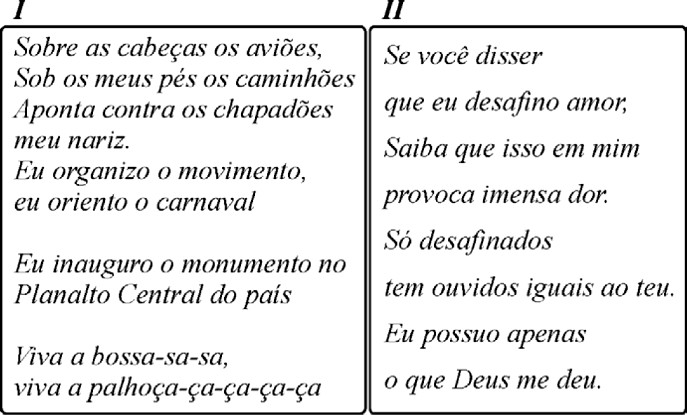 I
Sobre as cabeças os aviões,
Sob os meus pés os caminhões
Aponta contra os chapadões
meu nariz.
Eu organizo o movimento,
eu oriento o carnaval
Eu inauguro o monumento no
Planalto Central do país
Viva a bossa-sa-sa,
viva a palhoça-ça-ça-ça-ça
II
Se você disser
que eu desafino amor,
Saiba que isso em mim
provoca imensa dor.
Só desafinados
tem ouvidos iguais ao teu.
Eu possuo apenas
o que Deus me deu.